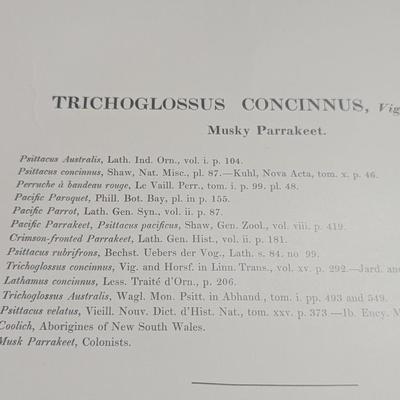 TRICHOGLOSSUS CONCINNUS, Vig
Musky Parrakeet.
Psittacus Australis, Lath. Ind. Orn., vol. i. p. 104.
Psittacus concinnus, Shaw, Nat. Misc., pl. 87.—Kuhl, Nova Acta, tom. x. p. 46.
Perruche à bandeau rouge, Le Vaill. Perr., tom. i. p. 99. pl. 48.
Pacific Paroquet, Phill. Bot. Bay, pl. in p. 155.
Pacific Parrot, Lath. Gen. Syn., vol. ii. p. 87.
Pacific Parrakeet, Psittacus pacificus, Shaw, Gen. Zool., vol. viii. p. 419.
Crimson-fronted Parrakeet, Lath. Gen. Hist., vol. ii. p. 181.
Psittacus rubrifrons, Bechst. Uebers der Vog., Lath. s. 84. no 99.
Trichoglossus concinnus, Vig. and Horsf. in Linn. Trans., vol. xv. p. 292.—Jard. and
Lathamus concinnus, Less. Traité d'Orn., p. 206.
Trichoglossus Australis, Wagl. Mon. Psitt. in Abhand., tom. i. pp. 493 and 549.
Psittacus velatus, Vieill. Nouv. Dict. d'Hist. Nat., tom. xxv. p. 373.—Ib. Ency. M
Coolich, Aborigines of New South Wales.
Musk Parrakeet, Colonists.